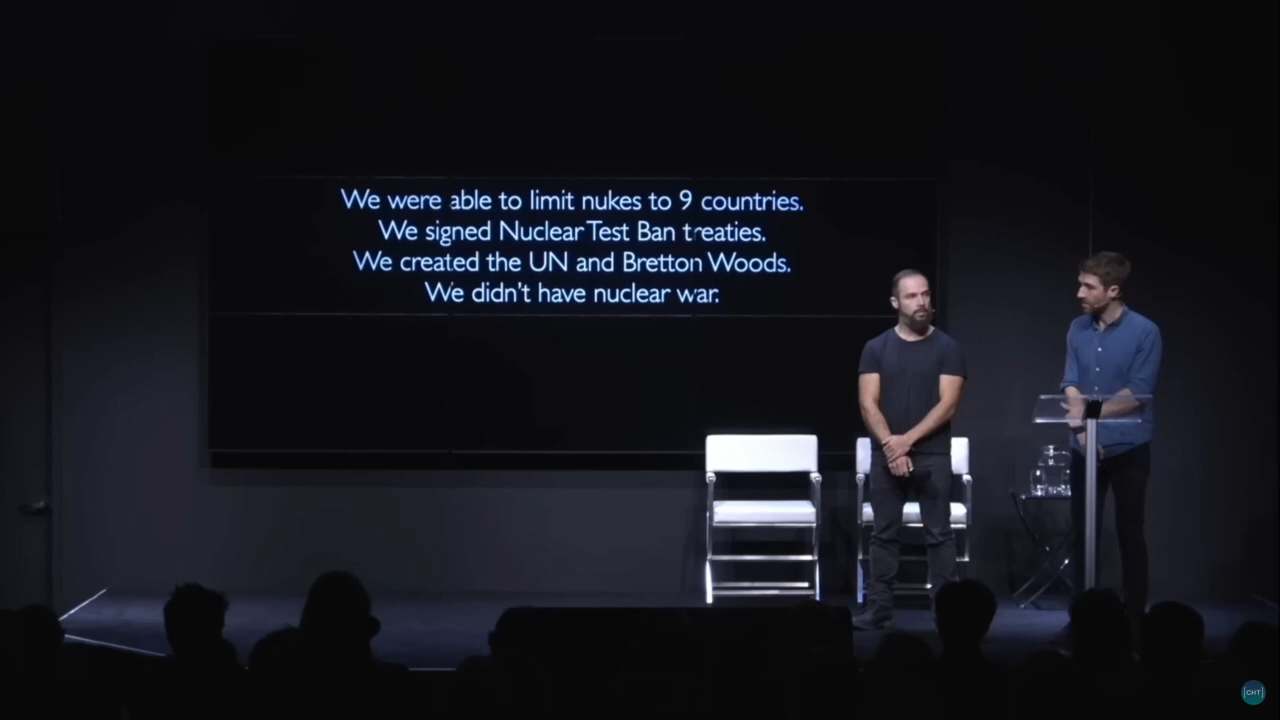 We were able to limit nukes to 9 countries.
We signed Nuclear Test Ban treaties.
We created the UN and Bretton Woods.
We didn't have nuclear war.
[CHT]